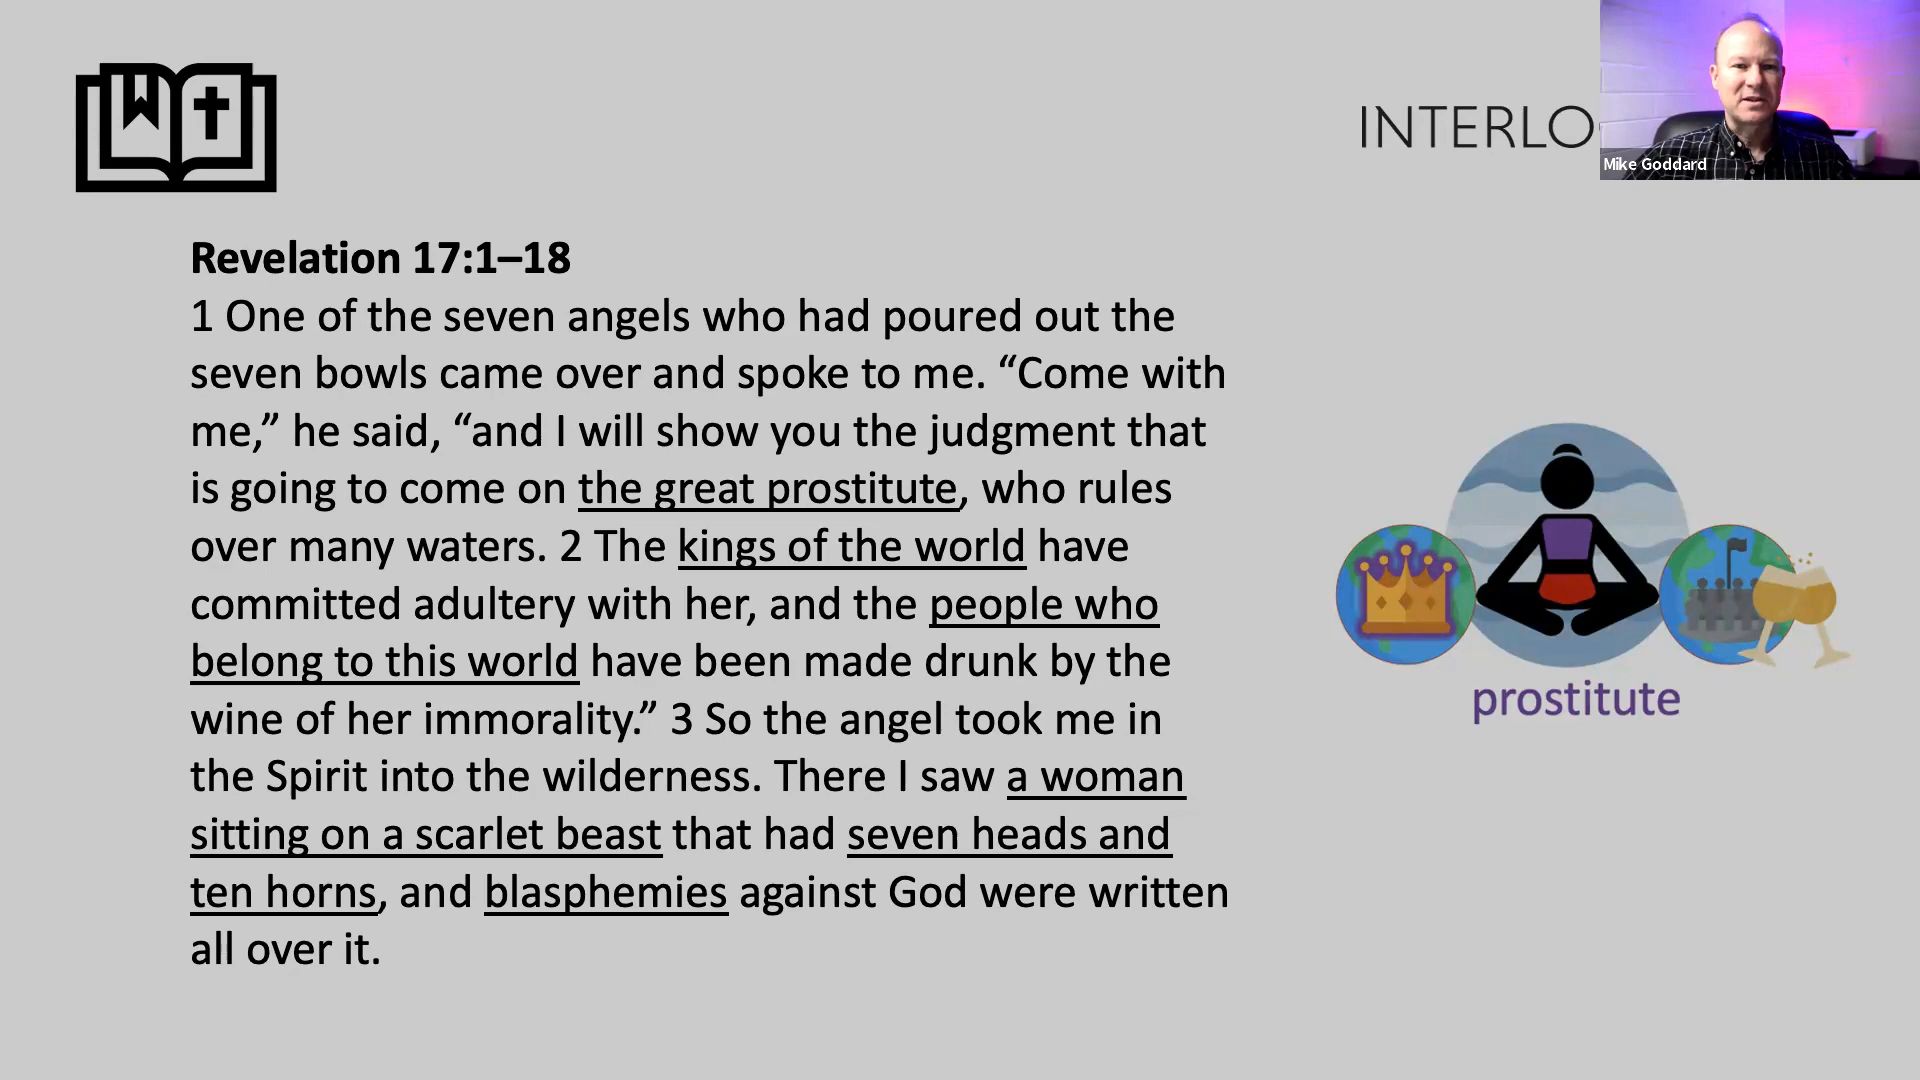 INTERLO
Mike Goddard
Revelation 17:1–18
1 One of the seven angels who had poured out the
seven bowls came over and spoke to me. “Come with
me,” he said, “and I will show you the judgment that
is going to come on the great prostitute, who rules
over many waters. 2 The kings of the world have
committed adultery with her, and the people who
belong to this world have been made drunk by the
wine of her immorality.” 3 So the angel took me in
the Spirit into the wilderness. There I saw a woman
sitting on a scarlet beast that had seven heads and
ten horns, and blasphemies against God were written
all over it.
prostitute